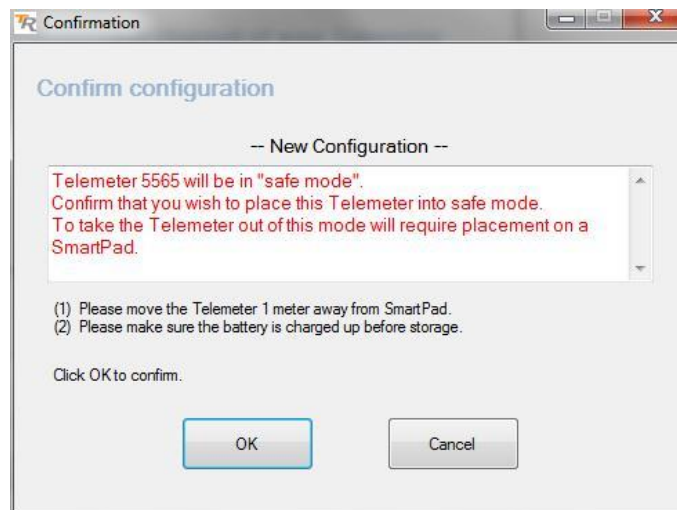 TR Confirmation
Confirm configuration
-- New Configuration --
Telemeter 5565 will be in "safe mode".
Confirm that you wish to place this Telemeter into safe mode.
To take the Telemeter out of this mode will require placement on a
SmartPad.
(1) Please move the Telemeter 1 meter away from SmartPad.
(2) Please make sure the battery is charged up before storage.
Click OK to confirm.
OK
Cancel